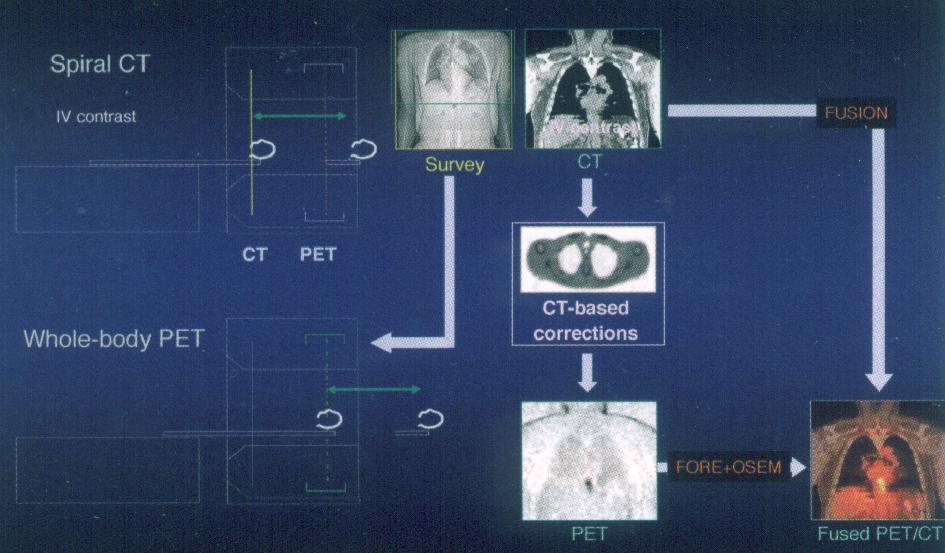 Spiral CT
IV contrast
CT PET
Survey
IV contrast
CT
FUSION
CT-based
corrections
Whole-body PET
PET
FORE+OSEM
Fused PET/CT